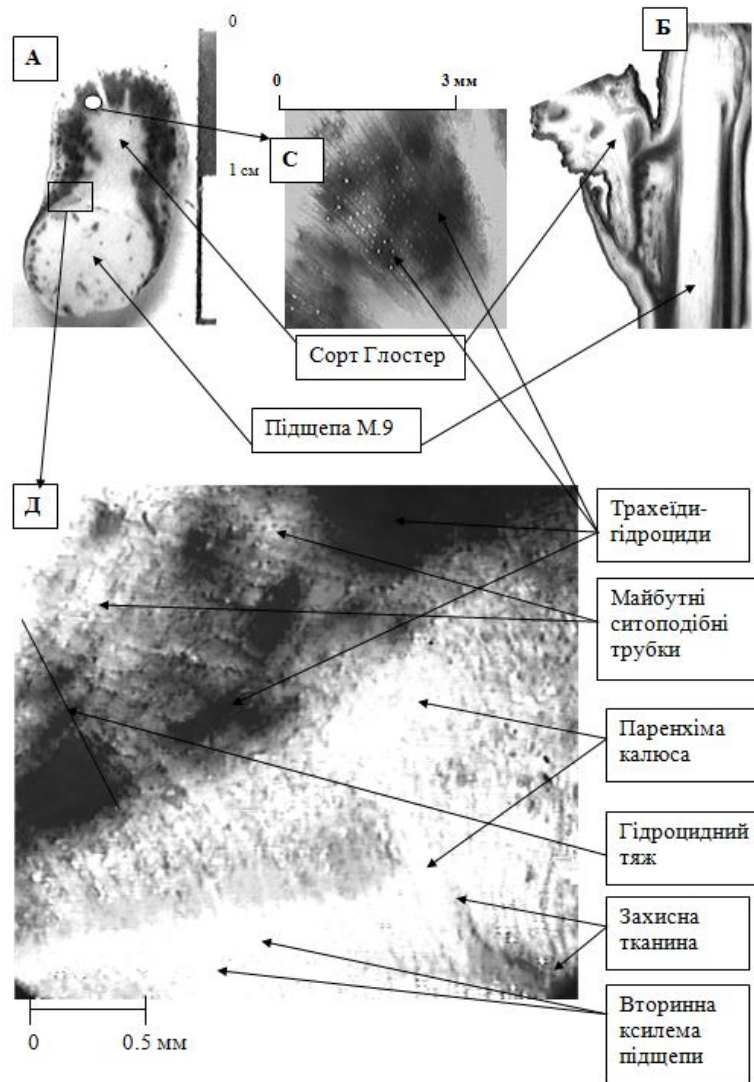 А
0
1 см
0
3 мм
С
Б
Сорт Глостер
Підщепа М.9
Д
Трахеїди-
гідроциди
Майбутні
ситоподібні
трубки
Паренхіма
калюса
Гідроцидний
тяж
Захисна
тканина
Вторинна
ксилема
підщепи
0
0.5 мм